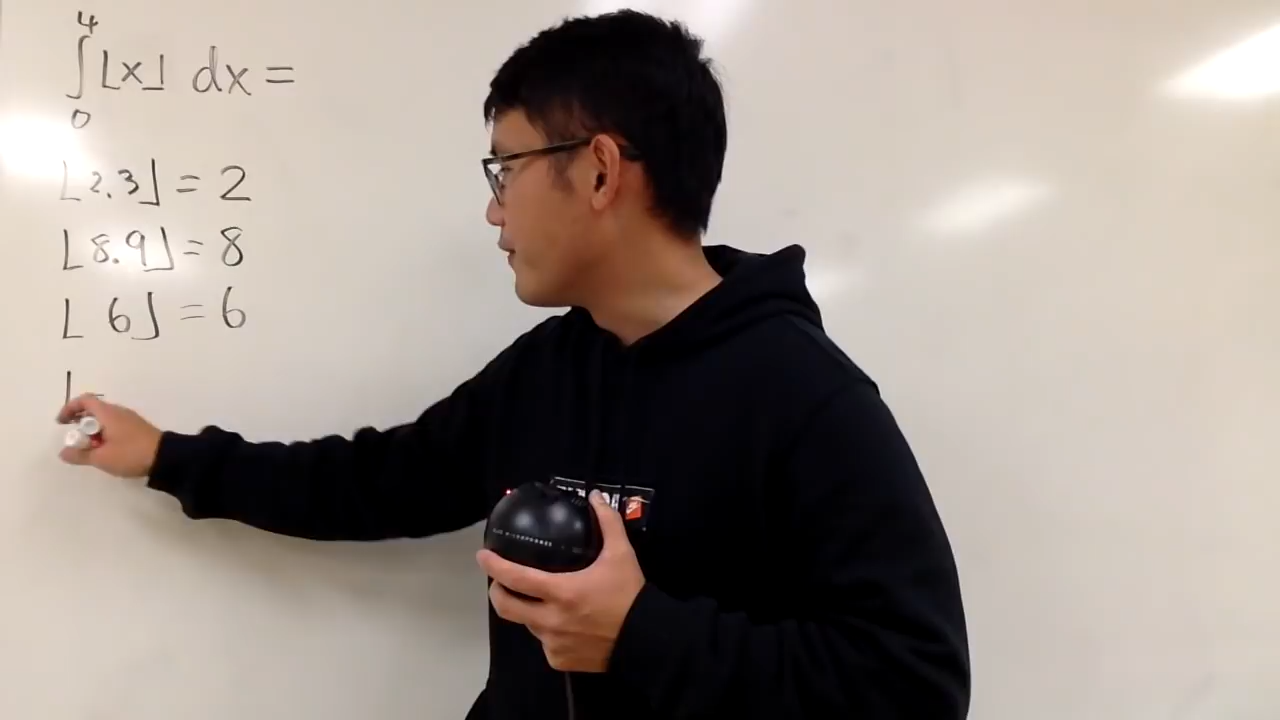 ∫₀⁴ ⌊x⌋ dx =
⌊2.3⌋ = 2
⌊8.9⌋ = 8
⌊6⌋ = 6
⌊-